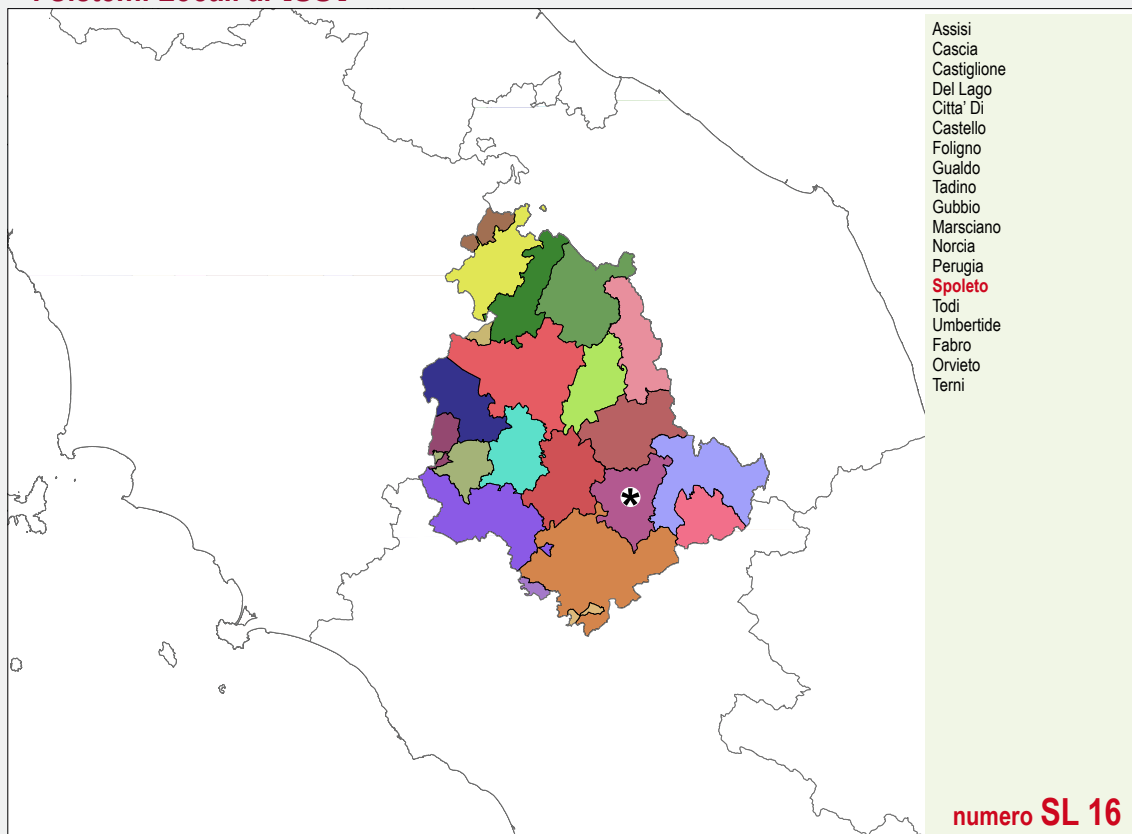 Assisi
Cascia
Castiglione
Del Lago
Citta' Di
Castello
Foligno
Gualdo
Tadino
Gubbio
Marsciano
Norcia
Perugia
Spoleto
Todi
Umbertide
Fabro
Orvieto
Terni
*
numero SL 16